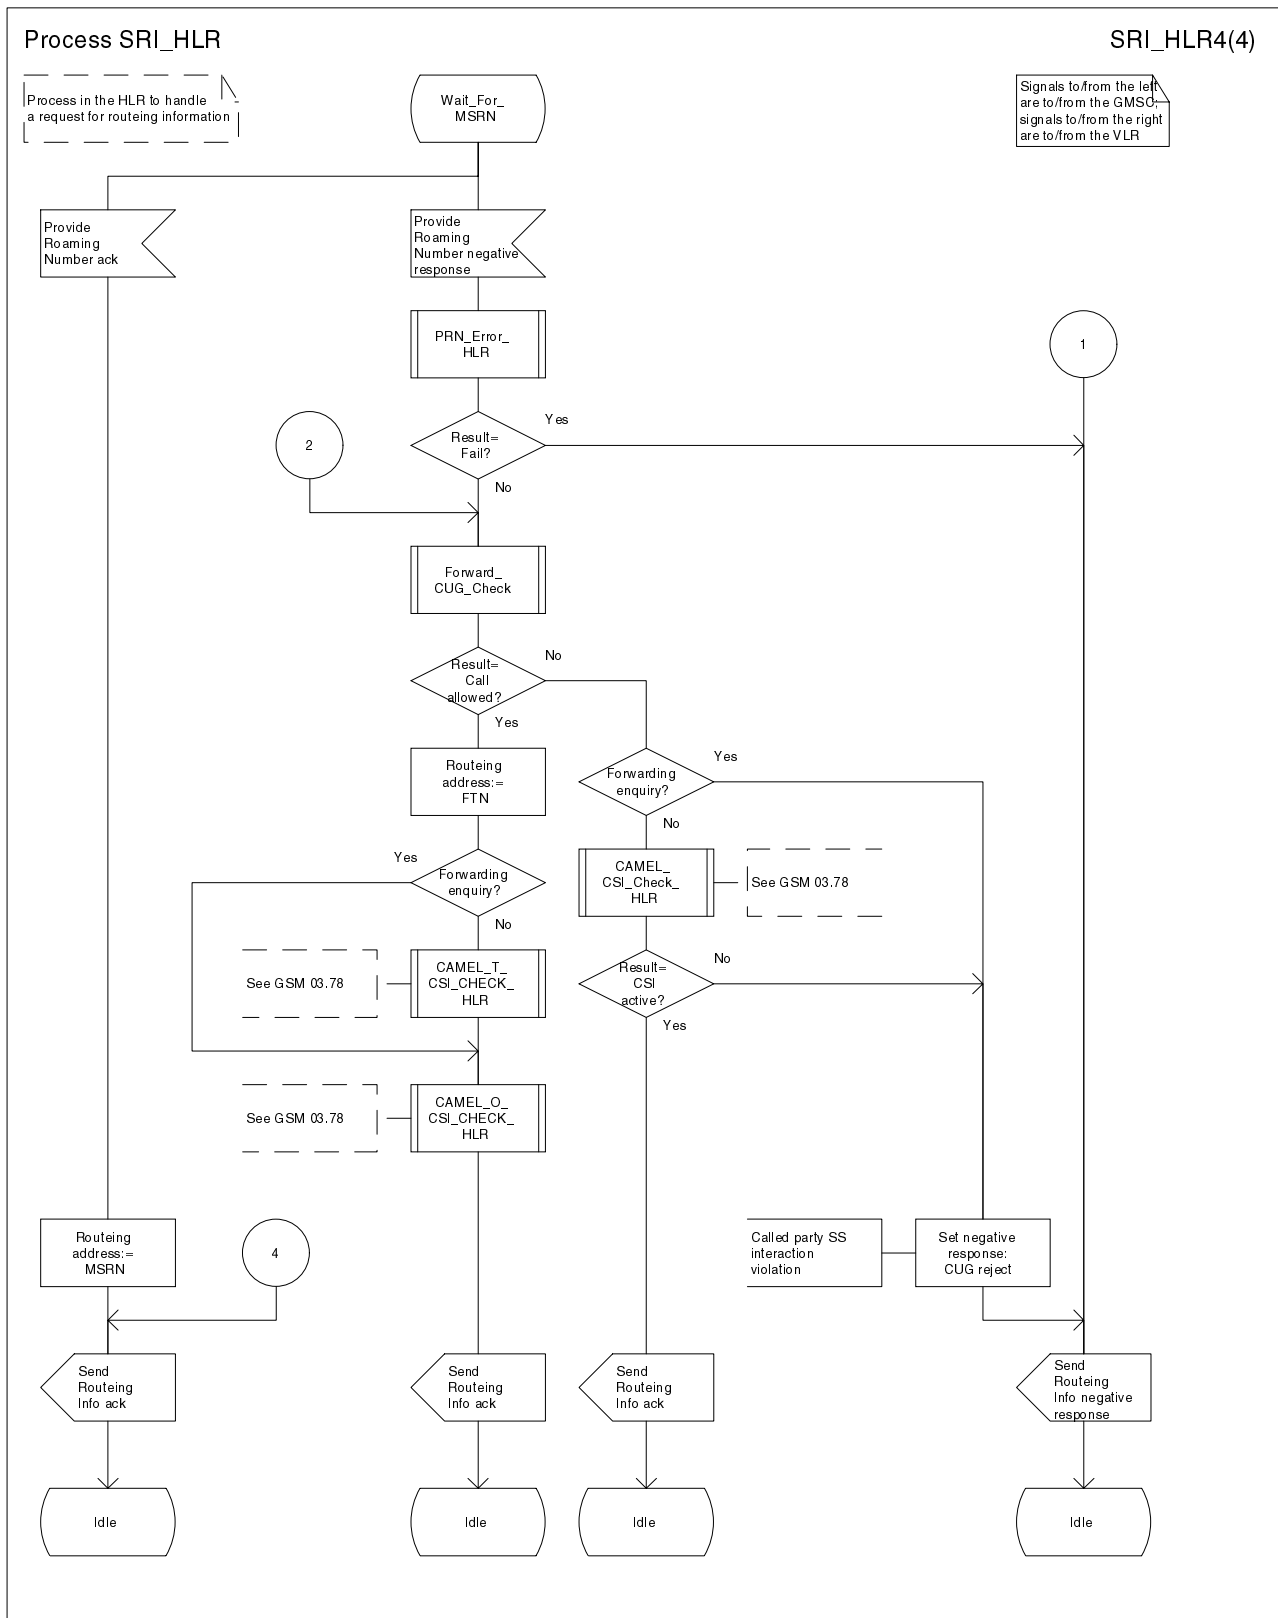 Process SRI_HLR
SRI_HLR4(4)
Process in the HLR to handle
a request for routeing information
Wait_For_
MSRN
Signals to/from the left
are to/from the GMSC;
signals to/from the right
are to/from the VLR
Provide
Roaming
Number ack
Provide
Roaming
Number negative
response
PRN_Error_
HLR
1
2
Result=
Fail?
Yes
No
Forward_
CUG_Check
Result=
Call
allowed?
No
Yes
Routeing
address:=
FTN
Forwarding
enquiry?
Yes
No
Yes
Forwarding
enquiry?
No
CAMEL_
CSI_Check_
HLR
See GSM 03.78
See GSM 03.78
CAMEL_T_
CSI_CHECK_
HLR
Result=
CSI
active?
No
Yes
See GSM 03.78
CAMEL_O_
CSI_CHECK_
HLR
Routeing
address:=
MSRN
4
Called party SS
interaction
violation
Set negative
response:
CUG reject
Send
Routeing
Info ack
Send
Routeing
Info ack
Send
Routeing
Info ack
Send
Routeing
Info negative
response
Idle
Idle
Idle
Idle